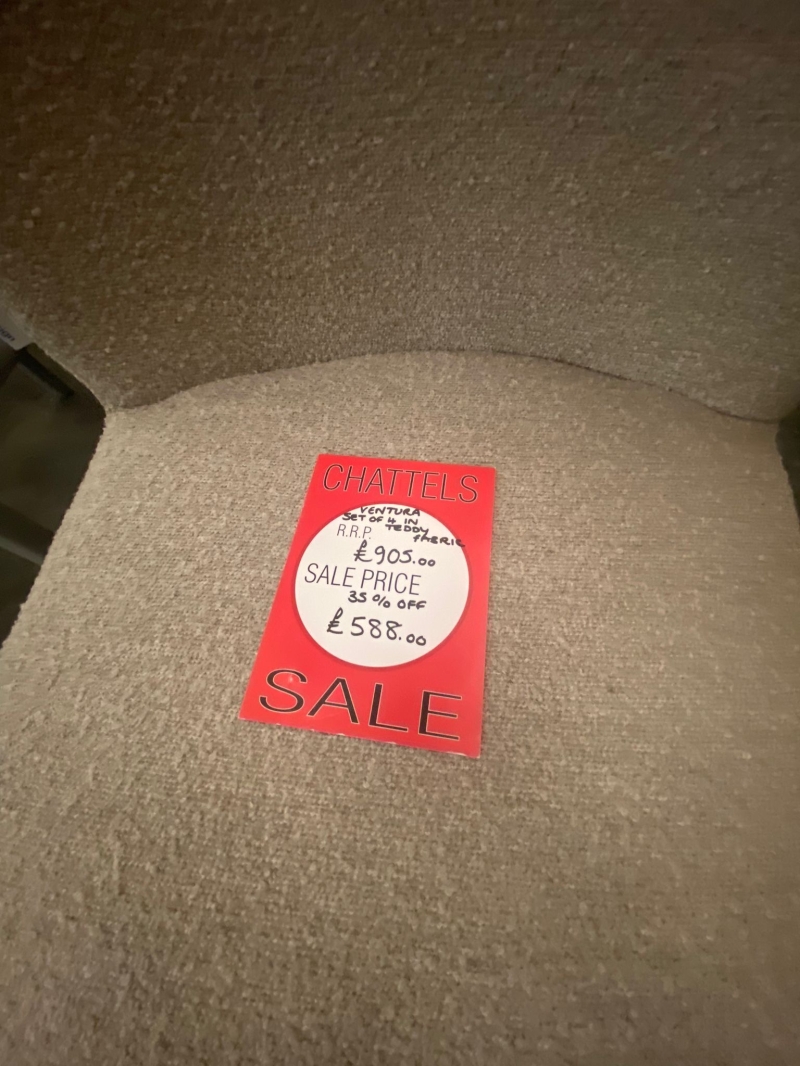 CHATTELS
VENTURA
SET OF 4 IN
TEDDY
R.R.P.
FABRIC
£905.00
SALE PRICE
35% OFF
£588.00
SALE